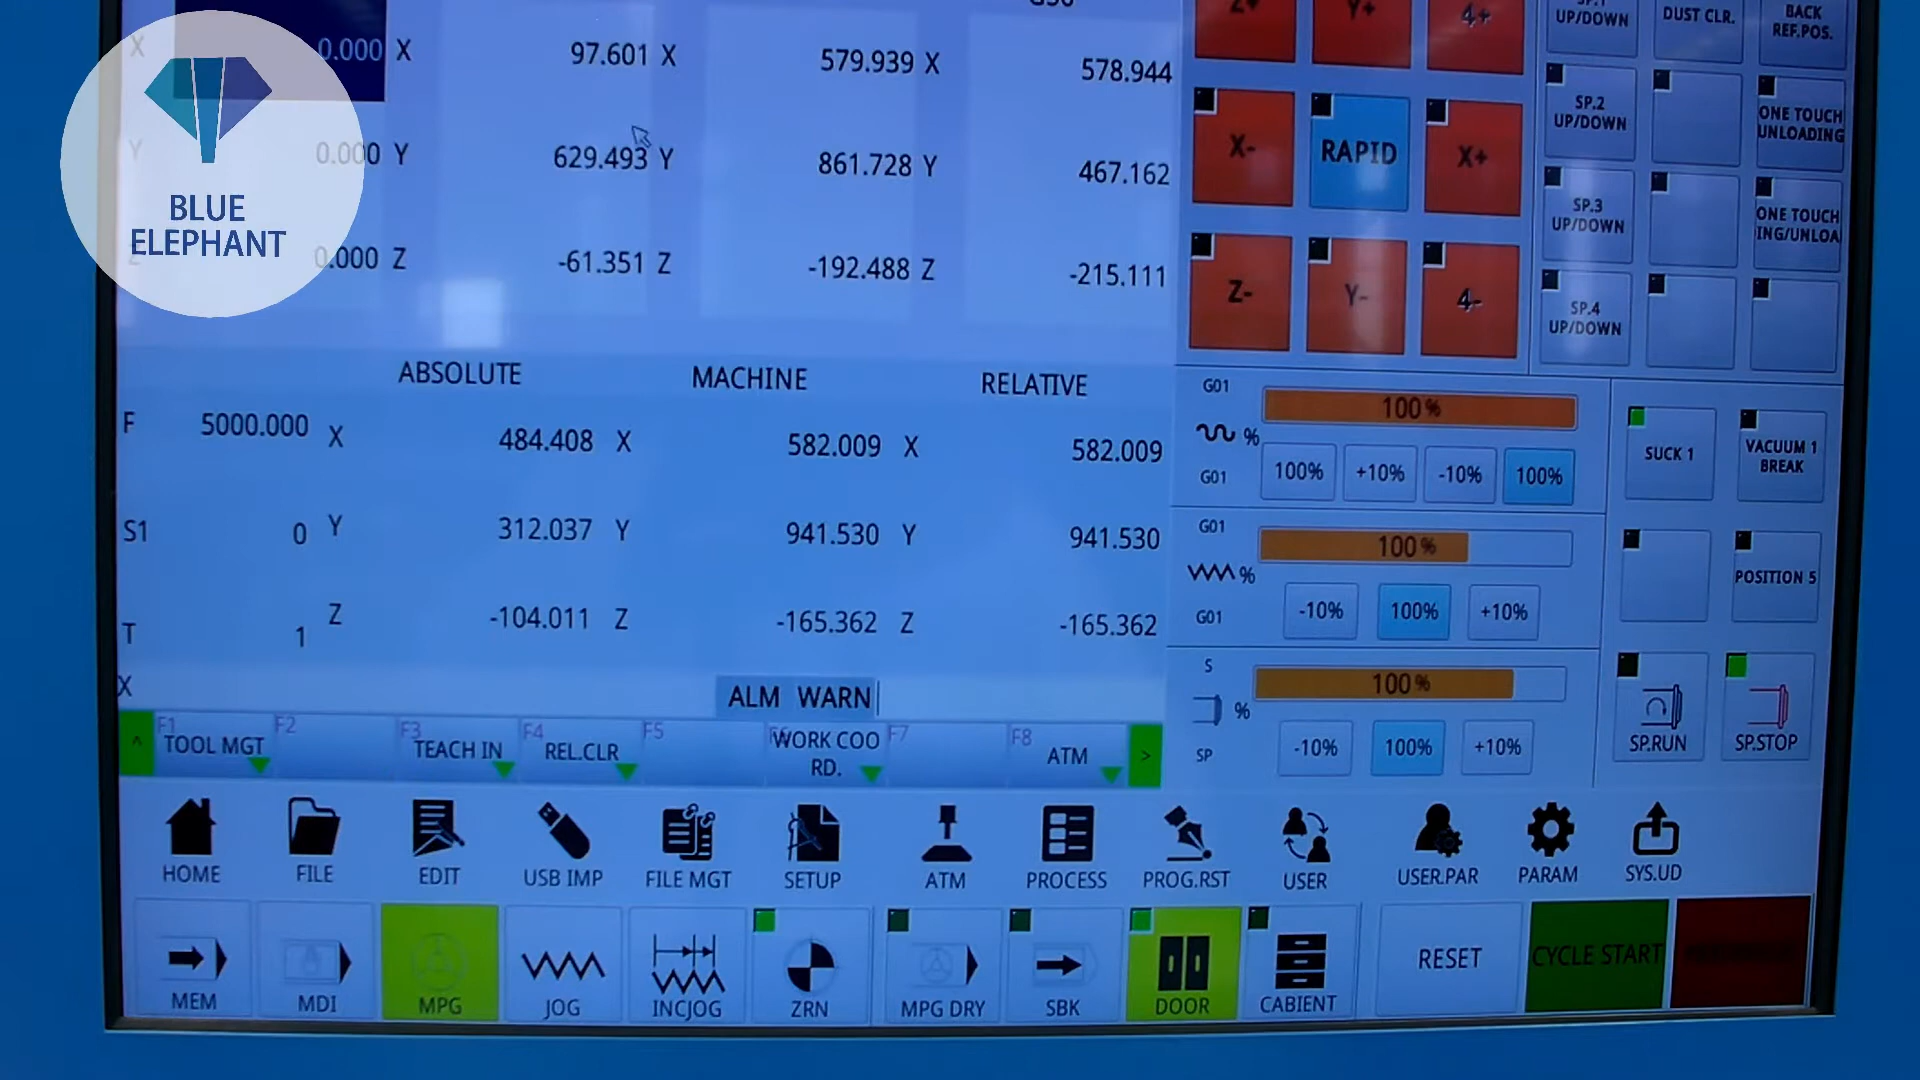 BLUE
ELEPHANT
X 0.000 X 97.601 X 579.939 X 578.944
Y 0.000 Y 629.493 Y 861.728 Y 467.162
Z 0.000 Z -61.351 Z -192.488 Z -215.111
ABSOLUTE MACHINE RELATIVE
F 5000.000 X 484.408 X 582.009 X 582.009
S1 0 Y 312.037 Y 941.530 Y 941.530
T 1 Z -104.011 Z -165.362 Z -165.362
X
ALM WARN
F1 F2 F3 F4 F5 F6 F7 F8
TOOL MGT TEACH IN REL.CLR WORK COO
RD. ATM >
Z+ Y+ 4+
X- RAPID X+
Z- Y- 4-
UP/DOWN DUST CLR. BACK
REF.POS.
SP.2
UP/DOWN
ONE TOUCH
UNLOADING
SP.3
UP/DOWN
ONE TOUCH
ING/UNLOA
SP.4
UP/DOWN
G01 100%
%
G01 100% +10% -10% 100%
G01 100%
%
G01 -10% 100% +10%
S 100%
%
SP -10% 100% +10%
SUCK 1 VACUUM 1
BREAK
POSITION 5
SP.RUN SP.STOP
HOME FILE EDIT USB IMP FILE MGT SETUP ATM PROCESS PROG.RST USER USER.PAR PARAM SYS.UD
MEM MDI MPG JOG INCJOG ZRN MPG DRY SBK DOOR CABIENT RESET CYCLE START